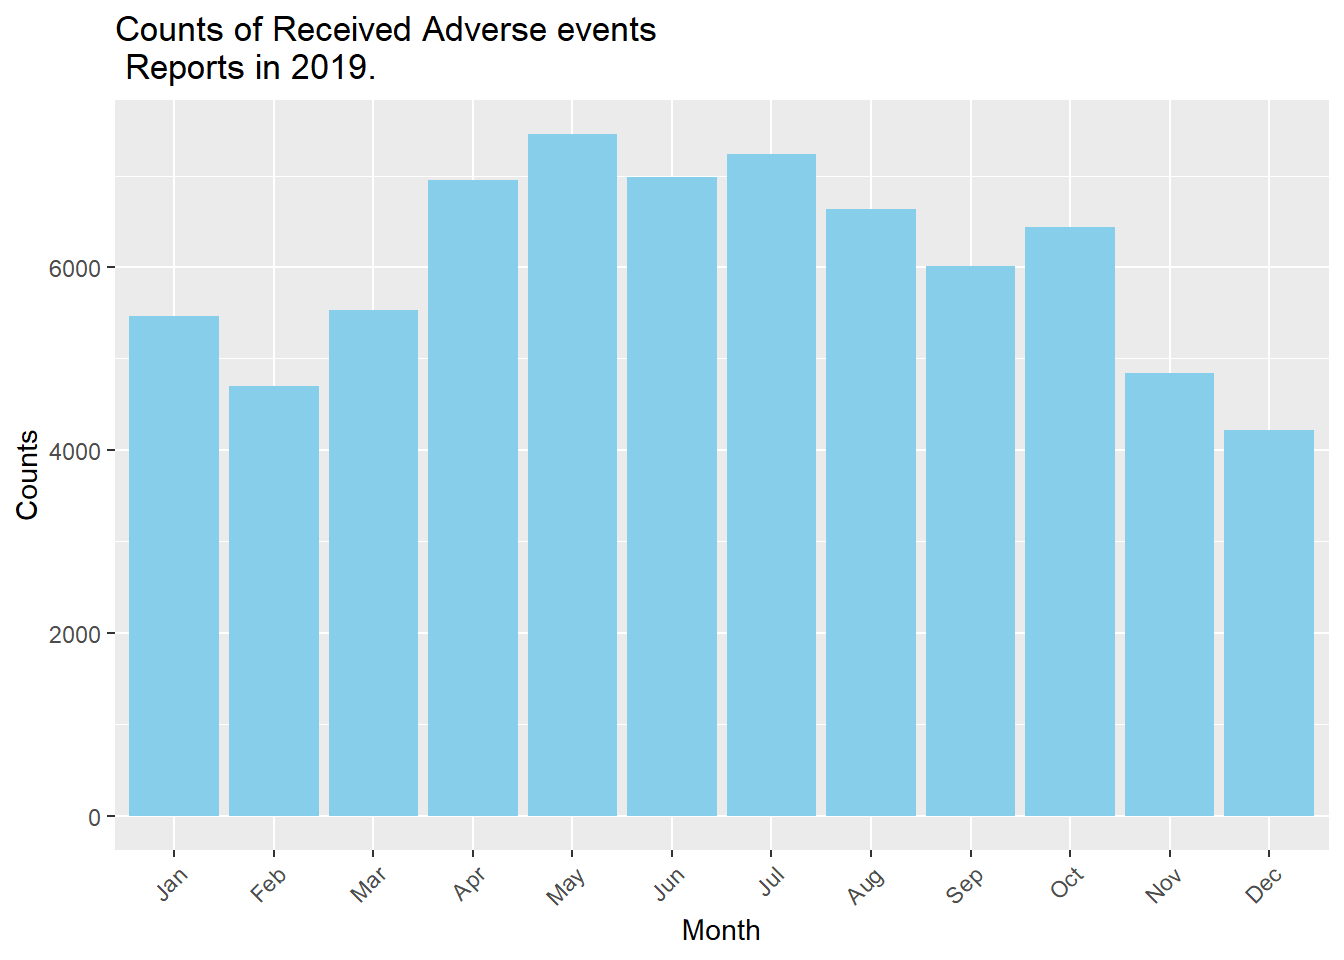 Counts of Received Adverse events
Reports in 2019.
Counts
6000
4000
2000
0
Jan
Feb
Mar
Apr
May
Jun
Jul
Aug
Sep
Oct
Nov
Dec
Month